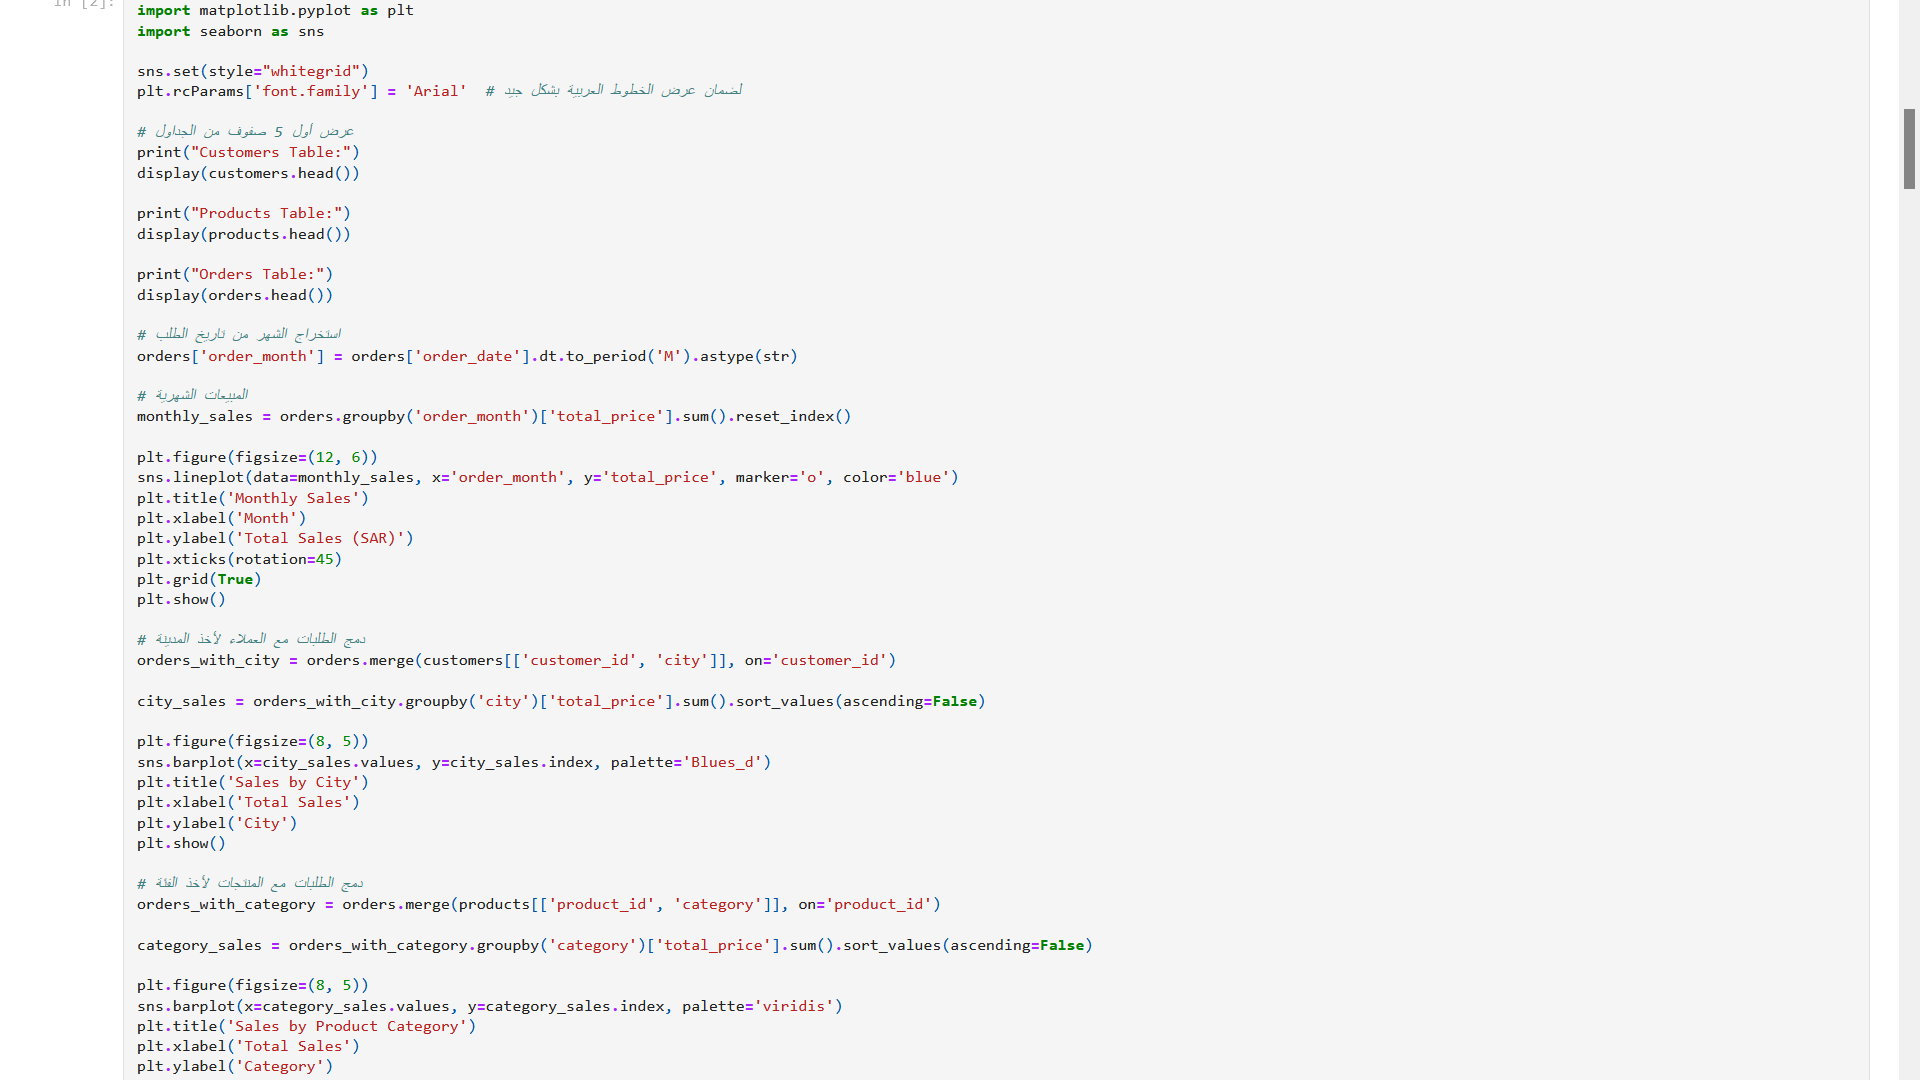 In [2]:
import matplotlib.pyplot as plt
import seaborn as sns
sns.set(style="whitegrid")
plt.rcParams['font.family'] = 'Arial'  # لضمان عرض الخطوط العربية بشكل جيد
# عرض أول 5 صفوف من الجداول
print("Customers Table:")
display(customers.head())
print("Products Table:")
display(products.head())
print("Orders Table:")
display(orders.head())
# استخراج الشهر من تاريخ الطلب
orders['order_month'] = orders['order_date'].dt.to_period('M').astype(str)
# المبيعات الشهرية
monthly_sales = orders.groupby('order_month')['total_price'].sum().reset_index()
plt.figure(figsize=(12, 6))
sns.lineplot(data=monthly_sales, x='order_month', y='total_price', marker='o', color='blue')
plt.title('Monthly Sales')
plt.xlabel('Month')
plt.ylabel('Total Sales (SAR)')
plt.xticks(rotation=45)
plt.grid(True)
plt.show()
# دمج الطلبات مع العملاء لأخذ المدينة
orders_with_city = orders.merge(customers[['customer_id', 'city']], on='customer_id')
city_sales = orders_with_city.groupby('city')['total_price'].sum().sort_values(ascending=False)
plt.figure(figsize=(8, 5))
sns.barplot(x=city_sales.values, y=city_sales.index, palette='Blues_d')
plt.title('Sales by City')
plt.xlabel('Total Sales')
plt.ylabel('City')
plt.show()
# دمج الطلبات مع المنتجات لأخذ الفئة
orders_with_category = orders.merge(products[['product_id', 'category']], on='product_id')
category_sales = orders_with_category.groupby('category')['total_price'].sum().sort_values(ascending=False)
plt.figure(figsize=(8, 5))
sns.barplot(x=category_sales.values, y=category_sales.index, palette='viridis')
plt.title('Sales by Product Category')
plt.xlabel('Total Sales')
plt.ylabel('Category')